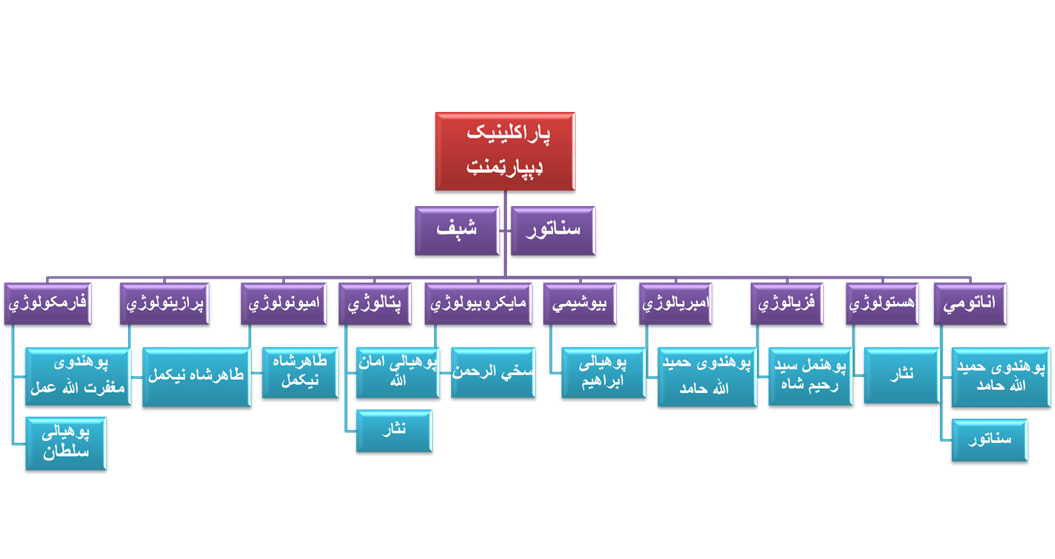 پاراکلینیک
ډیپارټمنټ
سناتور
شېف
اناتومي
هستولوژي
فزیالوژي
امبریالوژي
بیوشیمي
مایکروبیولوژي
پتالوژي
امیونولوژي
پرازیتولوژي
فارمکولوژي
پوهندوی حمید
الله حامد
نثار
پوهنمل سید
رحیم شاه
پوهندوی حمید
الله حامد
پوهیالی
ابراهیم
سخي الرحمن
پوهیالی امان
الله
طاهرشاه
نیکمل
طاهرشاه نیکمل
پوهندوی
مغفرت الله عمل
سناتور
نثار
پوهیالی
سلطان